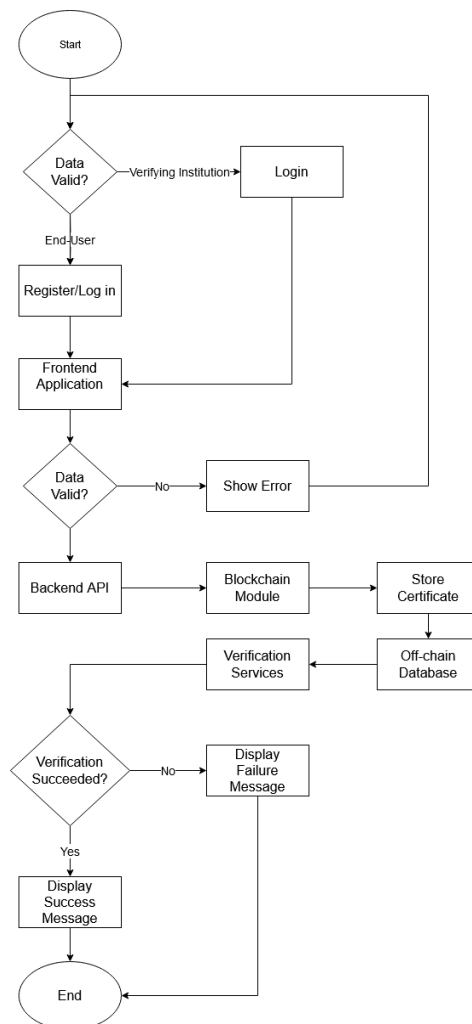 Start
Data
Valid?
Verifying Institution
Login
End-User
Register/Log in
Frontend
Application
Data
Valid?
No
Show Error
Backend API
Blockchain
Module
Store
Certificate
Verification
Services
Off-chain
Database
Verification
Succeeded?
No
Display
Failure
Message
Yes
Display
Success
Message
End